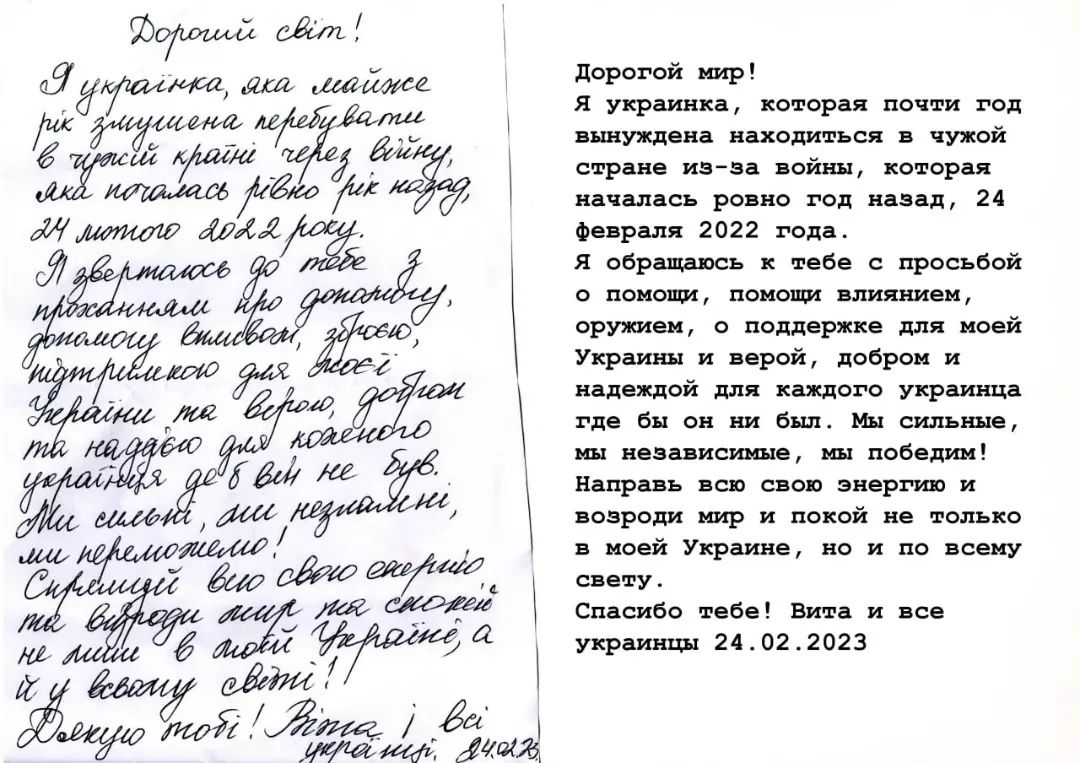 Дорогий світ!
Я українка, яка майже
рік змушена перебувати
в чужій країні через війну,
яка почалась рівно рік назад,
24 лютого 2022 року.
Я звертаюсь до тебе з
проханням про допомогу,
допомогу впливом, зброєю,
підтримкою для моєї
України та вірою, добром
та надією для кожного
українця де б він не був.
Ми сильні, ми незламні,
ми переможемо!
Спрямуй всю свою енергію
та відроди мир та спокій
не лиш в моїй Україні, а
й у всьому світі!
Дякую тобі! Віта і всі
українці. 24.02.23
Дорогой мир!
Я украинка, которая почти год
вынуждена находиться в чужой
стране из-за войны, которая
началась ровно год назад, 24
февраля 2022 года.
Я обращаюсь к тебе с просьбой
о помощи, помощи влиянием,
оружием, о поддержке для моей
Украины и верой, добром и
надеждой для каждого украинца
где бы он ни был. Мы сильные,
мы независимые, мы победим!
Направь всю свою энергию и
возроди мир и покой не только
в моей Украине, но и по всему
свету.
Спасибо тебе! Вита и все
украинцы 24.02.2023